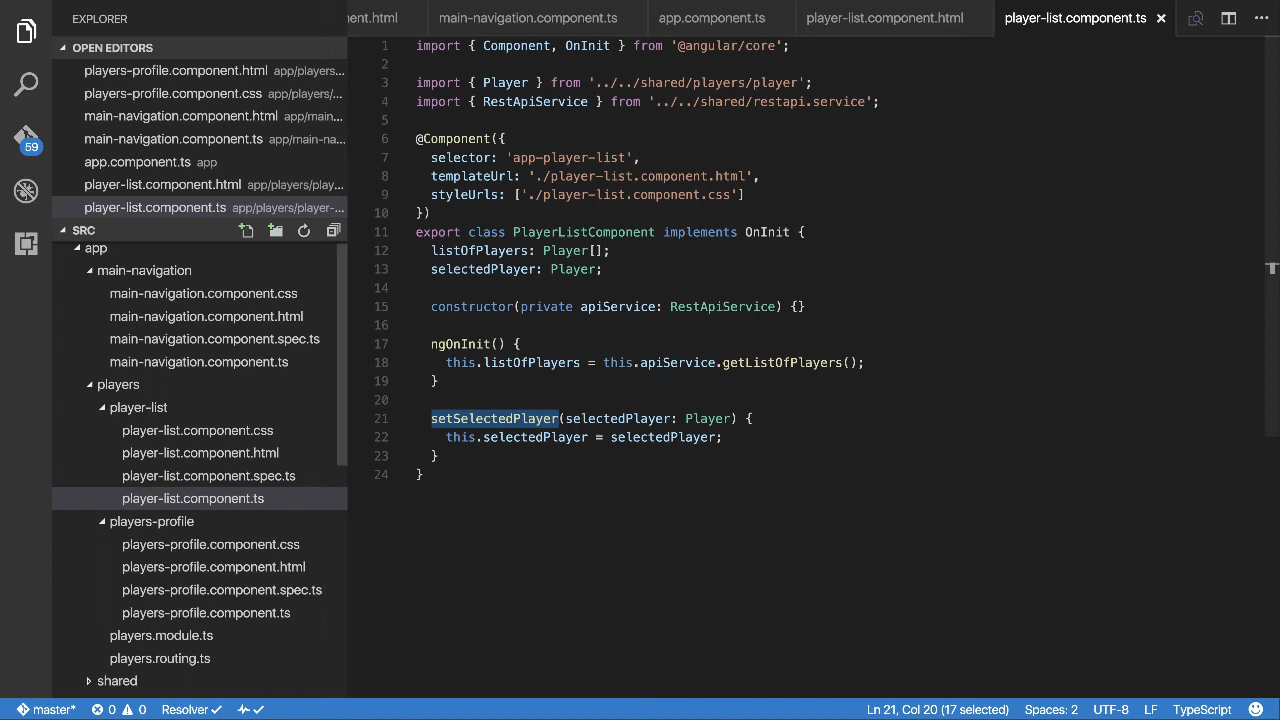 EXPLORER
OPEN EDITORS
players-profile.component.html app/players...
players-profile.component.css app/players/...
main-navigation.component.html app/main...
main-navigation.component.ts app/main-na...
app.component.ts app
player-list.component.html app/players/play...
player-list.component.ts app/players/player-...
59
SRC
app
main-navigation
main-navigation.component.css
main-navigation.component.html
main-navigation.component.spec.ts
main-navigation.component.ts
players
player-list
player-list.component.css
player-list.component.html
player-list.component.spec.ts
player-list.component.ts
players-profile
players-profile.component.css
players-profile.component.html
players-profile.component.spec.ts
players-profile.component.ts
players.module.ts
players.routing.ts
shared
nent.html main-navigation.component.ts app.component.ts player-list.component.html player-list.component.ts
1 import { Component, OnInit } from '@angular/core';
2
3 import { Player } from '../../shared/players/player';
4 import { RestApiService } from '../../shared/restapi.service';
5
6 @Component({
7 selector: 'app-player-list',
8 templateUrl: './player-list.component.html',
9 styleUrls: ['./player-list.component.css']
10 })
11 export class PlayerListComponent implements OnInit {
12 listOfPlayers: Player[];
13 selectedPlayer: Player;
14
15 constructor(private apiService: RestApiService) {}
16
17 ngOnInit() {
18 this.listOfPlayers = this.apiService.getListOfPlayers();
19 }
20
21 setSelectedPlayer(selectedPlayer: Player) {
22 this.selectedPlayer = selectedPlayer;
23 }
24 }
master* 0 0 Resolver Ln 21, Col 20 (17 selected) Spaces: 2 UTF-8 LF TypeScript